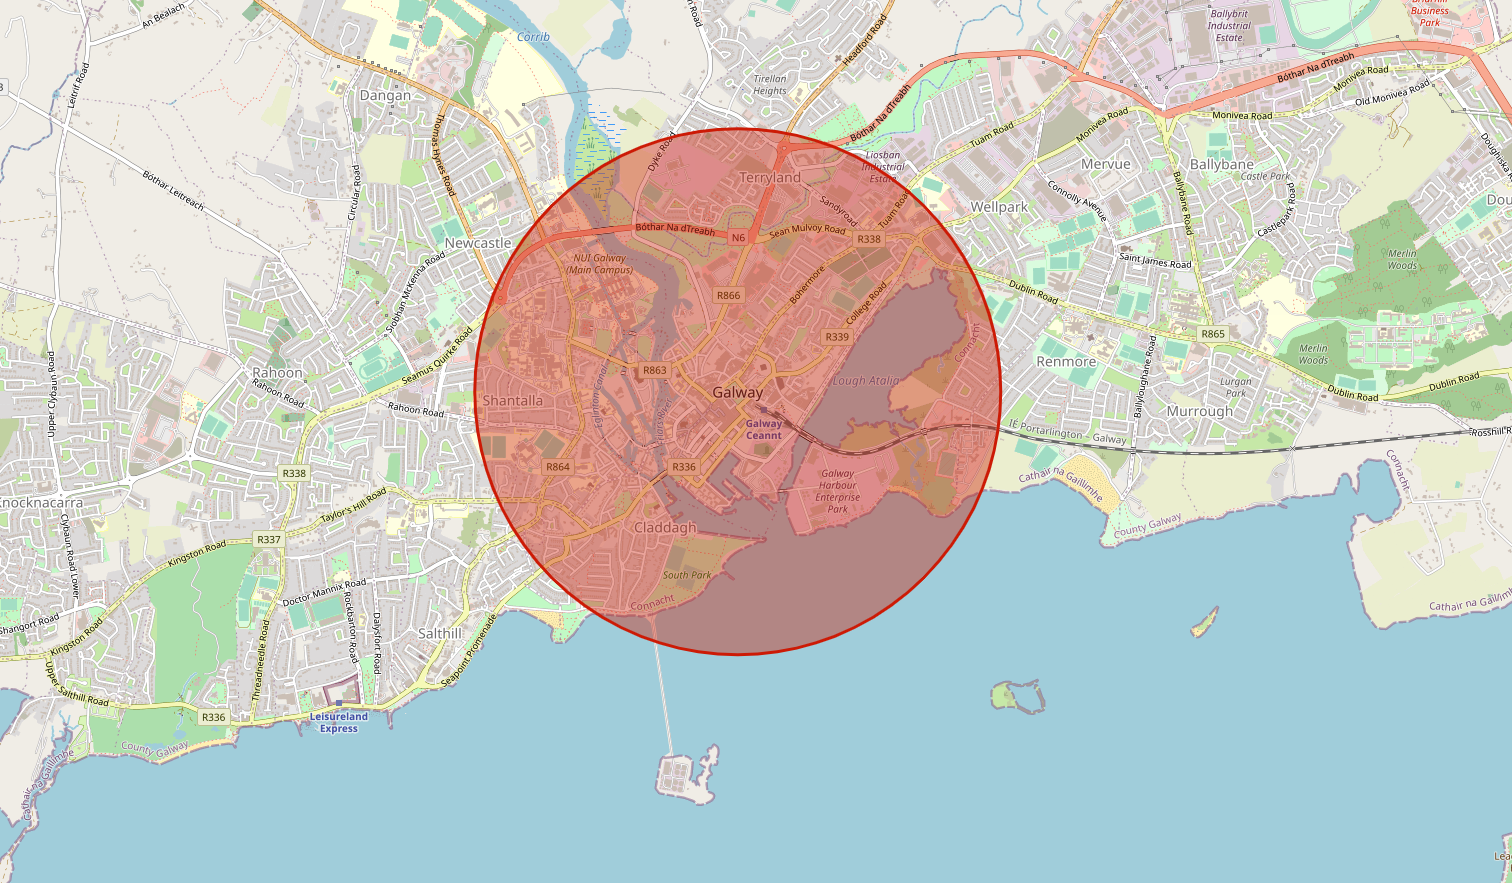 An Bealach
Corrib
Headford Road
Ballybrit
Industrial
Estate
Business
Park
Leitrif Road
Dangan
Tirellan
Heights
Bóthar Na dTreabh
Monivea Road
Old Monivea Road
Bóthar Na dTreabh
Monivea Road
Tuam Road
Monivea Road
Thomas Hynes Road
Dyke Road
Liosban
Industrial
Estate
Mervue
Ballybane
Castle Park
Bóthar Leitreach
Circular Road
Terryland
Connolly Avenue
Ballybane Road
Castlepark Road
Sandyroad
Tuam Road
Wellpark
Newcastle
Bóthar Na dTreabh
N6
Sean Mulvoy Road
R338
Saint James Road
Merlin
Woods
NUI Galway
(Main Campus)
Siobhan McKenna Road
Bohermore
College Road
Dublin Road
R866
R339
R865
Seamus Quirke Road
Connacht
Merlin
Woods
Upper Clybaun Road
Rahoon
R863
Renmore
Lurgan
Park
Dublin Road
Dublin Road
Rahoon Road
Rahoon Road
Shantalla
Eglinton Canal
Galway
Lough Atalia
Ballyloughane Road
Murrough
Galway
Ceannt
IÉ Portarlington - Galway
R338
R864
R336
Galway
Harbour
Enterprise
Park
Cathair na Gaillimhe
Connacht
Knocknacarra
Taylor's Hill Road
Claddagh
County Galway
R337
Kingston Road
Clybaun Road Lower
South Park
Doctor Mannix Road
Connacht
Shangort Road
Kingston Road
Threadneedle Road
Rockbarton Road
Dalysfort Road
Salthill
Seapoint Promenade
Upper Salthill Road
R336
Leisureland
Express
County Galway
Cathair na Gaillimhe